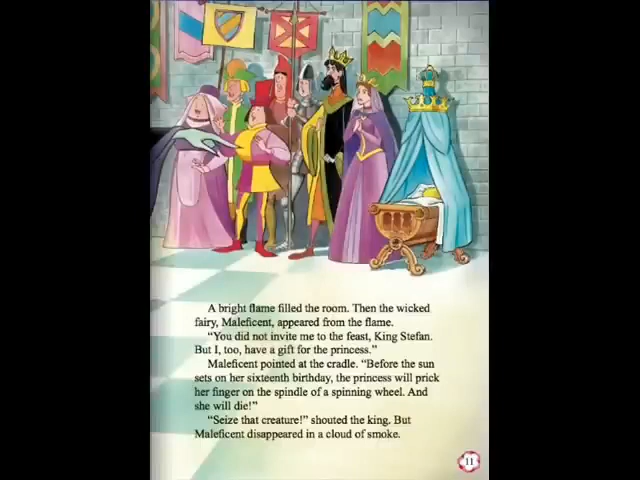 A bright flame filled the room. Then the wicked
fairy, Maleficent, appeared from the flame.
"You did not invite me to the feast, King Stefan.
But I, too, have a gift for the princess."
Maleficent pointed at the cradle. "Before the sun
sets on her sixteenth birthday, the princess will prick
her finger on the spindle of a spinning wheel. And
she will die!"
"Seize that creature!" shouted the king. But
Maleficent disappeared in a cloud of smoke.
11